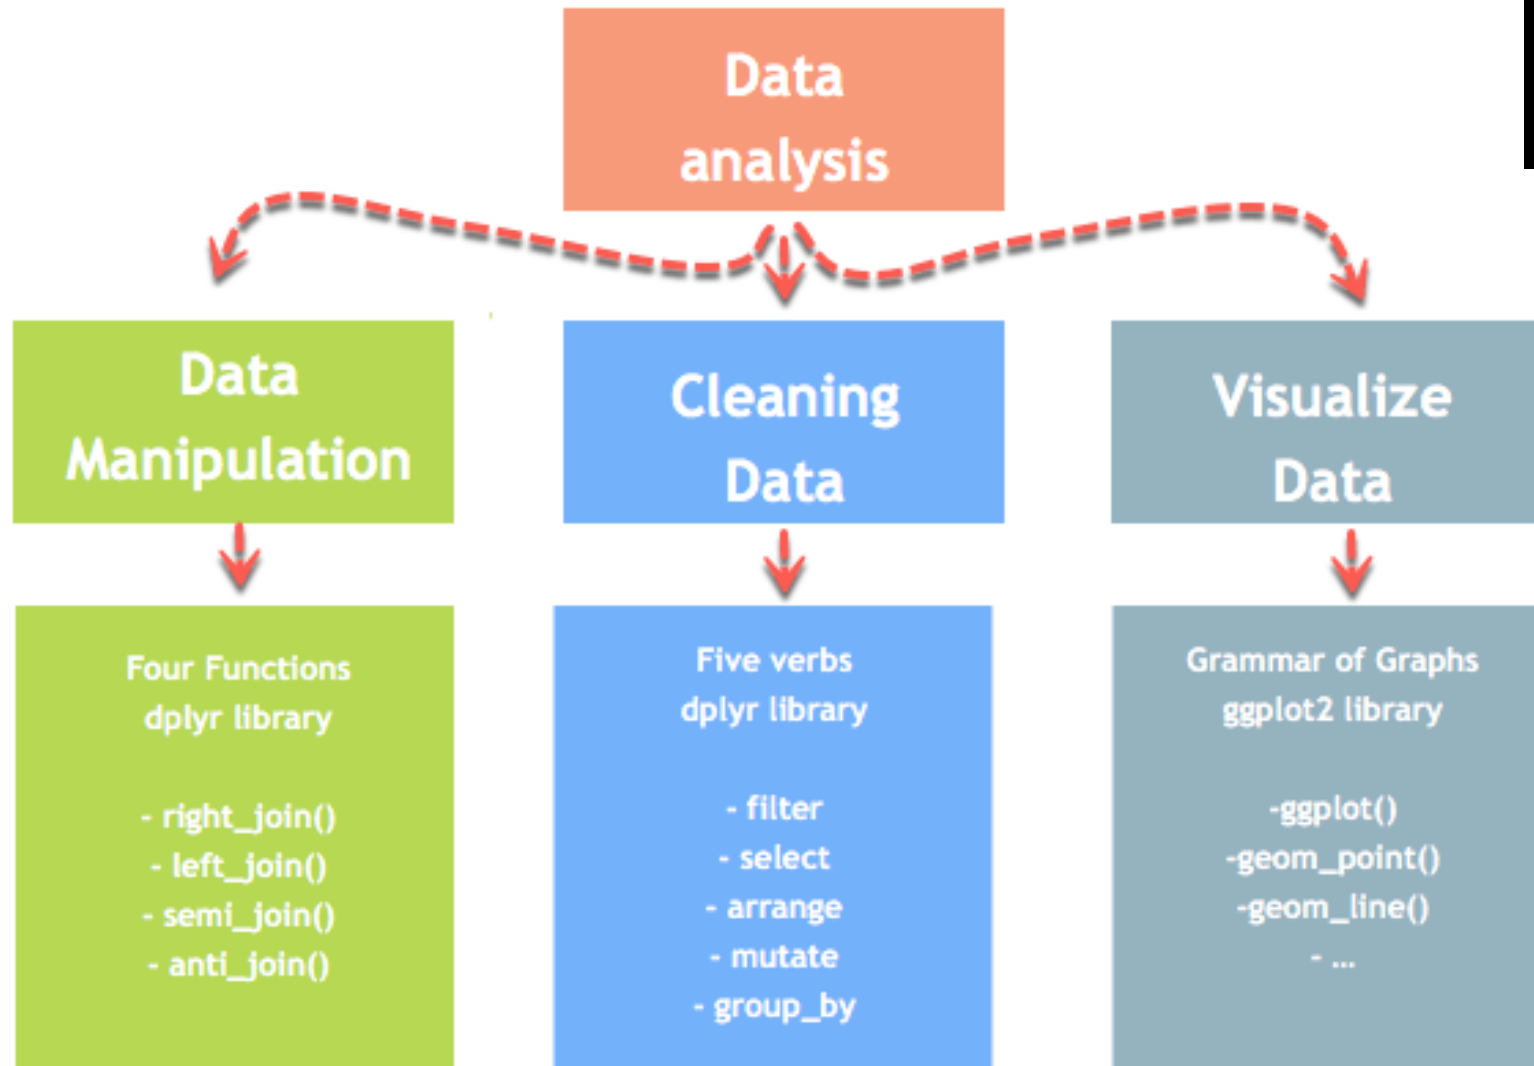 Data
analysis
Data
Manipulation
Cleaning
Data
Visualize
Data
Four Functions
dplyr library
- right_join()
- left_join()
- semi_join()
- anti_join()
Five verbs
dplyr library
- filter
- select
- arrange
- mutate
- group_by
Grammar of Graphs
ggplot2 library
-ggplot()
-geom_point()
-geom_line()
- ...